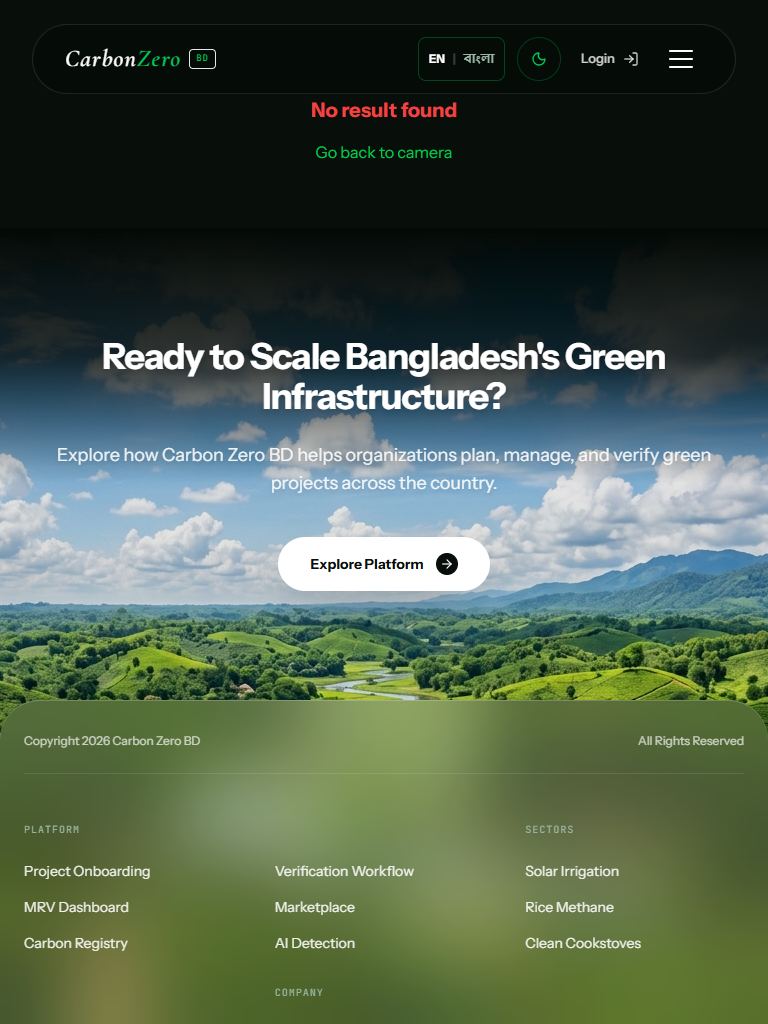 CarbonZero BD
EN | বাংলা
Login
No result found
Go back to camera
Ready to Scale Bangladesh's Green
Infrastructure?
Explore how Carbon Zero BD helps organizations plan, manage, and verify green
projects across the country.
Explore Platform
Copyright 2026 Carbon Zero BD
All Rights Reserved
PLATFORM
Project Onboarding
MRV Dashboard
Carbon Registry
Verification Workflow
Marketplace
AI Detection
SECTORS
Solar Irrigation
Rice Methane
Clean Cookstoves
COMPANY